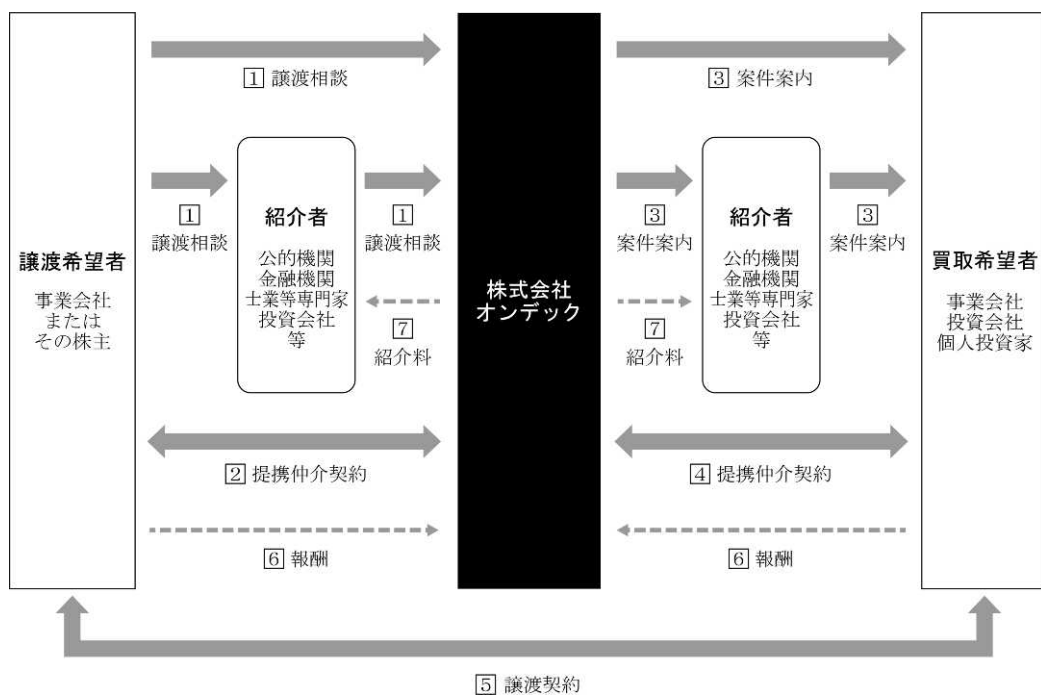 1 譲渡相談
3 案件案内
譲渡希望者
事業会社
または
その株主
1
譲渡相談
紹介者
公的機関
金融機関
士業等専門家
投資会社
等
1
譲渡相談
7
紹介料
株式会社
オンデック
3
案件案内
7
紹介料
紹介者
公的機関
金融機関
士業等専門家
投資会社
等
3
案件案内
買取希望者
事業会社
投資会社
個人投資家
2 提携仲介契約
4 提携仲介契約
6 報酬
6 報酬
5 譲渡契約